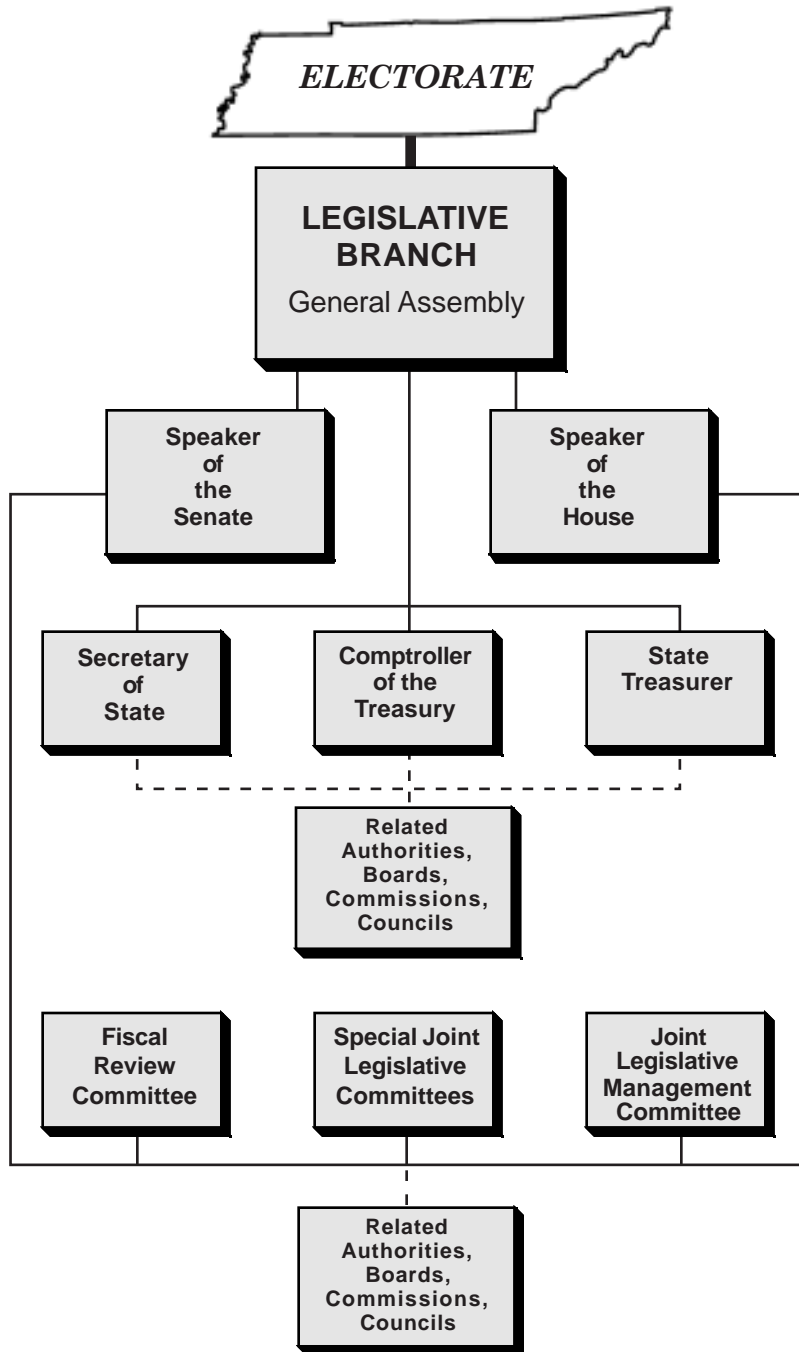 ELECTORATE
LEGISLATIVE
BRANCH
General Assembly
Speaker
of
the
Senate
Speaker
of
the
House
Secretary
of
State
Comptroller
of the
Treasury
State
Treasurer
Related
Authorities,
Boards,
Commissions,
Councils
Fiscal
Review
Committee
Special Joint
Legislative
Committees
Joint
Legislative
Management
Committee
Related
Authorities,
Boards,
Commissions,
Councils